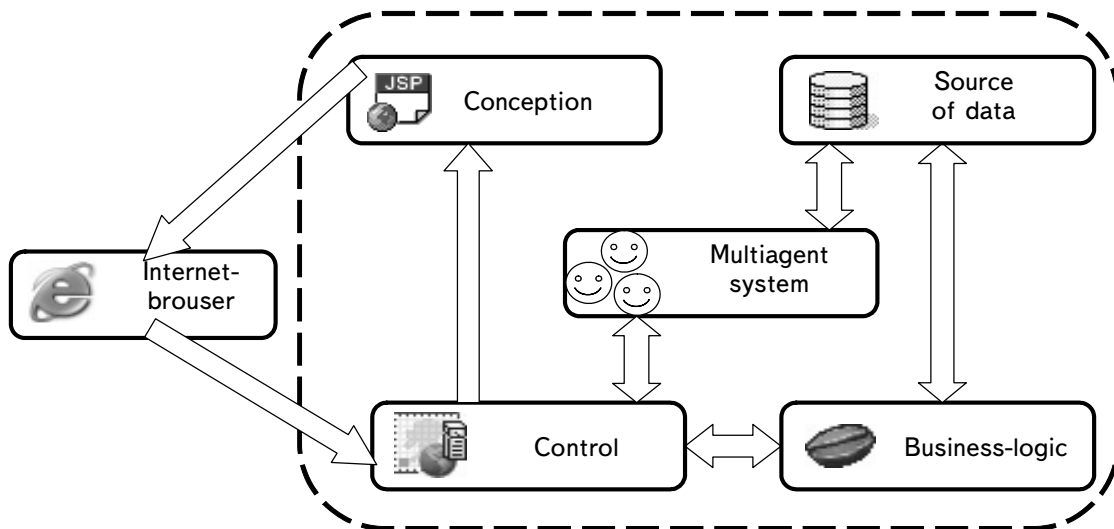 JSP
Conception
Source
of data
Internet-
brouser
Multiagent
system
Control
Business-logic